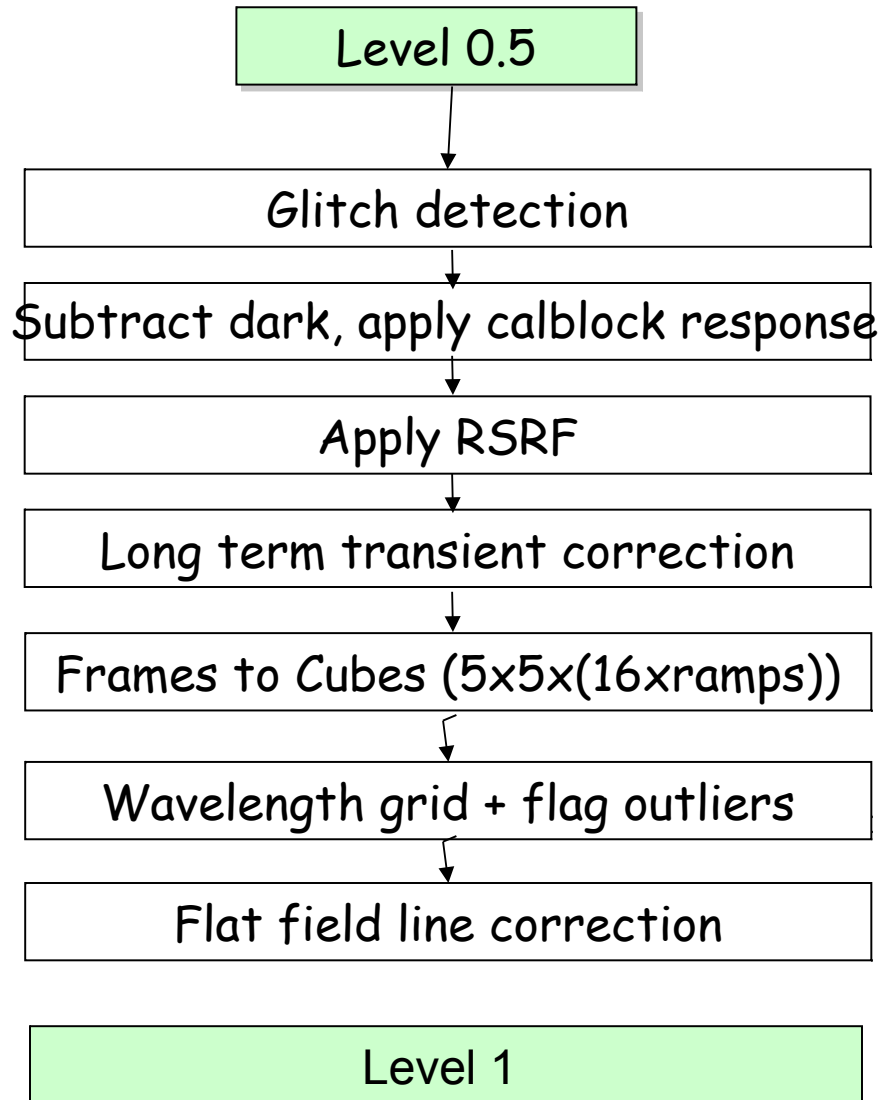 Level 0.5
Glitch detection
Subtract dark, apply calblock response
Apply RSRF
Long term transient correction
Frames to Cubes (5x5x(16xramps))
Wavelength grid + flag outliers
Flat field line correction
Level 1